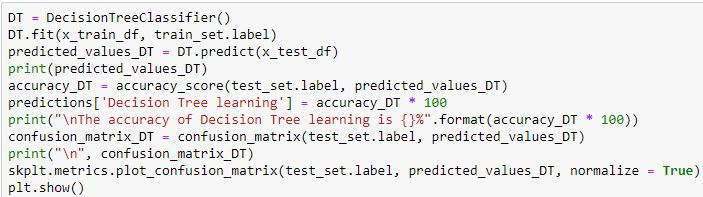 DT = DecisionTreeClassifier()
DT.fit(x_train_df, train_set.label)
predicted_values_DT = DT.predict(x_test_df)
print(predicted_values_DT)
accuracy_DT = accuracy_score(test_set.label, predicted_values_DT)
predictions['Decision Tree learning'] = accuracy_DT * 100
print("\nThe accuracy of Decision Tree learning is {}%".format(accuracy_DT * 100))
confusion_matrix_DT = confusion_matrix(test_set.label, predicted_values_DT)
print("\n", confusion_matrix_DT)
skplt.metrics.plot_confusion_matrix(test_set.label, predicted_values_DT, normalize = True)
plt.show()